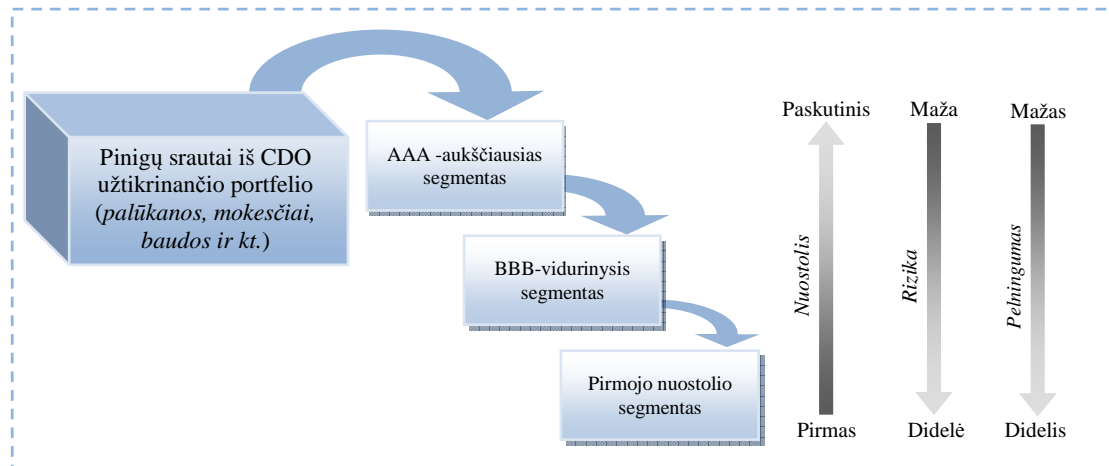 Pinigų srautai iš CDO
užtikrinančio portfelio
(palūkanos, mokesčiai,
baudos ir kt.)
AAA -aukščiausias
segmentas
BBB-vidurinysis
segmentas
Pirmojo nuostolio
segmentas
Paskutinis
Nuostolis
Pirmas
Maža
Rizika
Didelė
Mažas
Pelningumas
Didelis